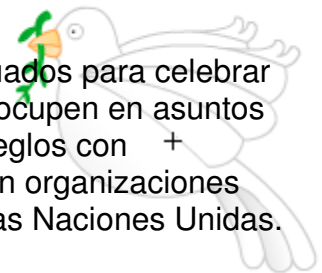 uados para celebrar
ocupen en asuntos
eglos con
n organizaciones
as Naciones Unidas.